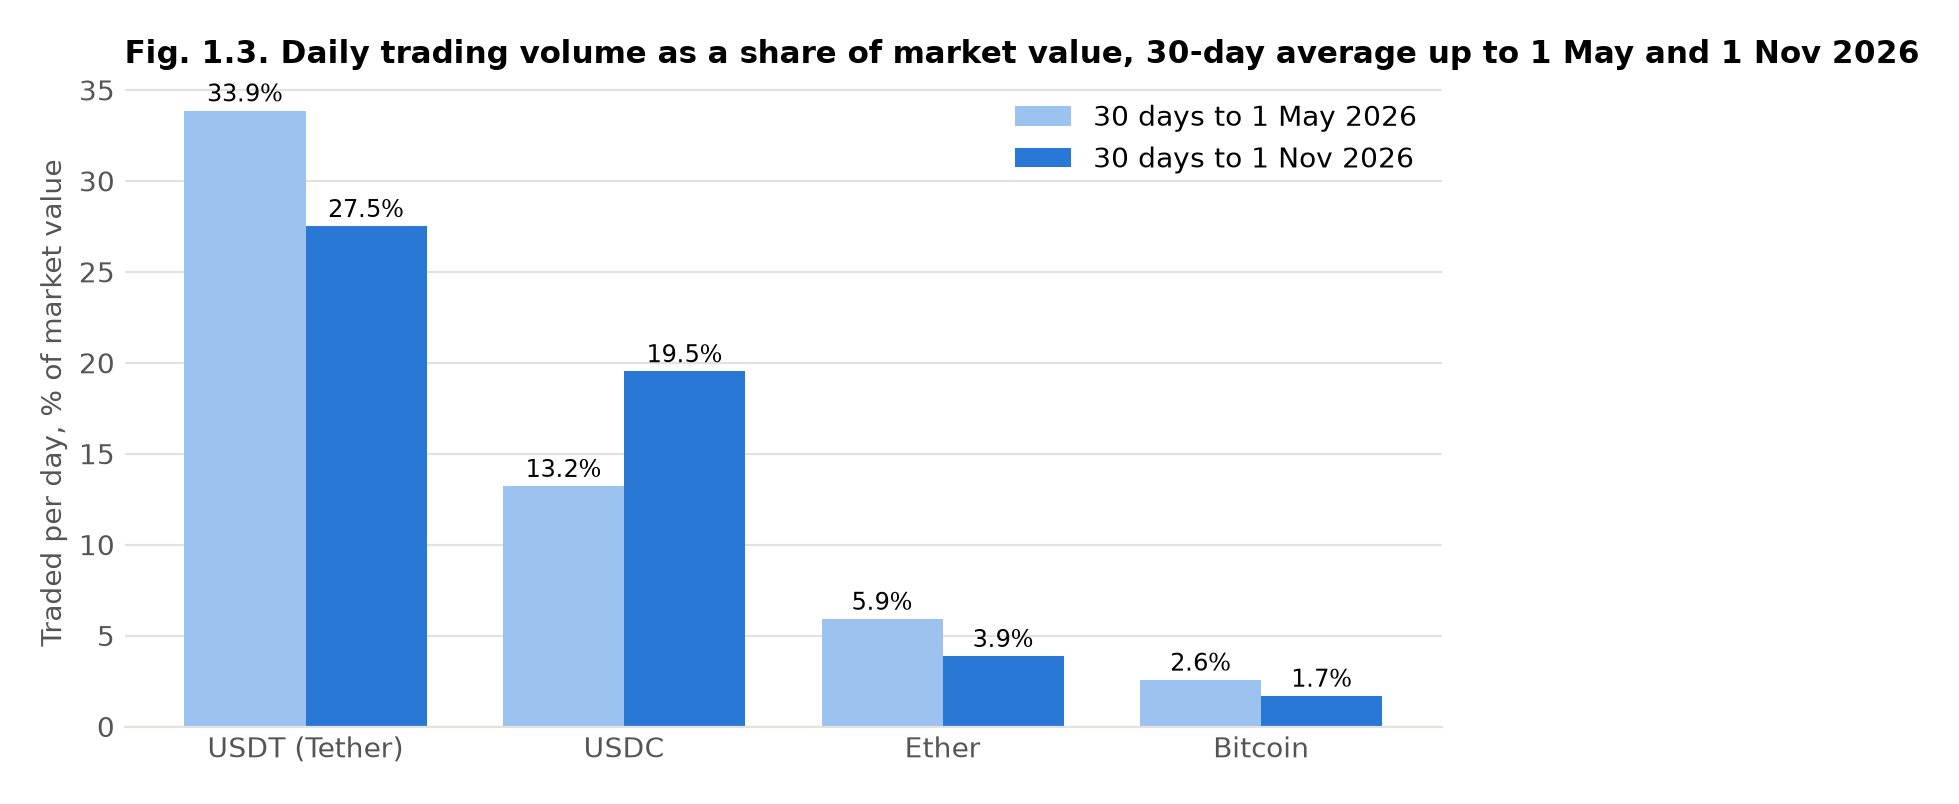 Fig. 1.3. Daily trading volume as a share of market value, 30-day average up to 1 May and 1 Nov 2026
Traded per day, % of market value
35
30
25
20
15
10
5
0
30 days to 1 May 2026
30 days to 1 Nov 2026
33.9%
27.5%
13.2%
19.5%
5.9%
3.9%
2.6%
1.7%
USDT (Tether)
USDC
Ether
Bitcoin